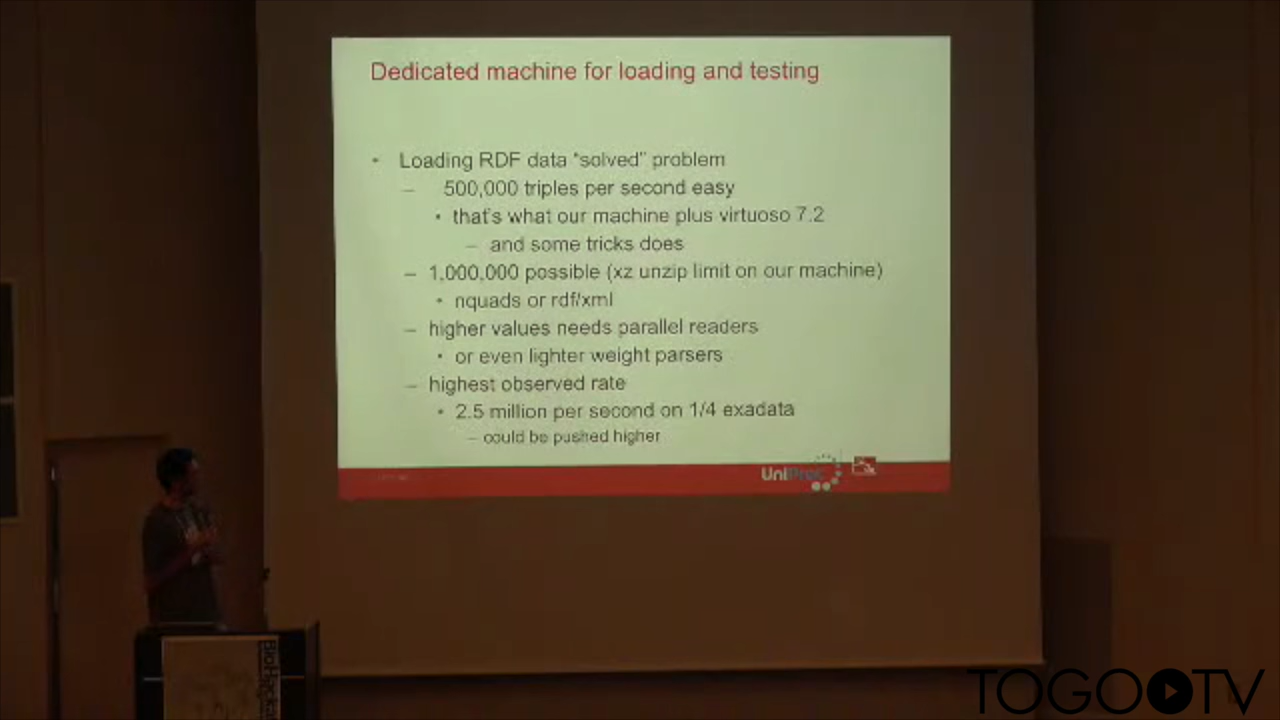 Dedicated machine for loading and testing
• Loading RDF data "solved" problem
– 500,000 triples per second easy
• that's what our machine plus virtuoso 7.2
– and some tricks does
– 1,000,000 possible (xz unzip limit on our machine)
• nquads or rdf/xml
– higher values needs parallel readers
• or even lighter weight parsers
– highest observed rate
• 2.5 million per second on 1/4 exadata
– could be pushed higher
UniProt
TOGO TV